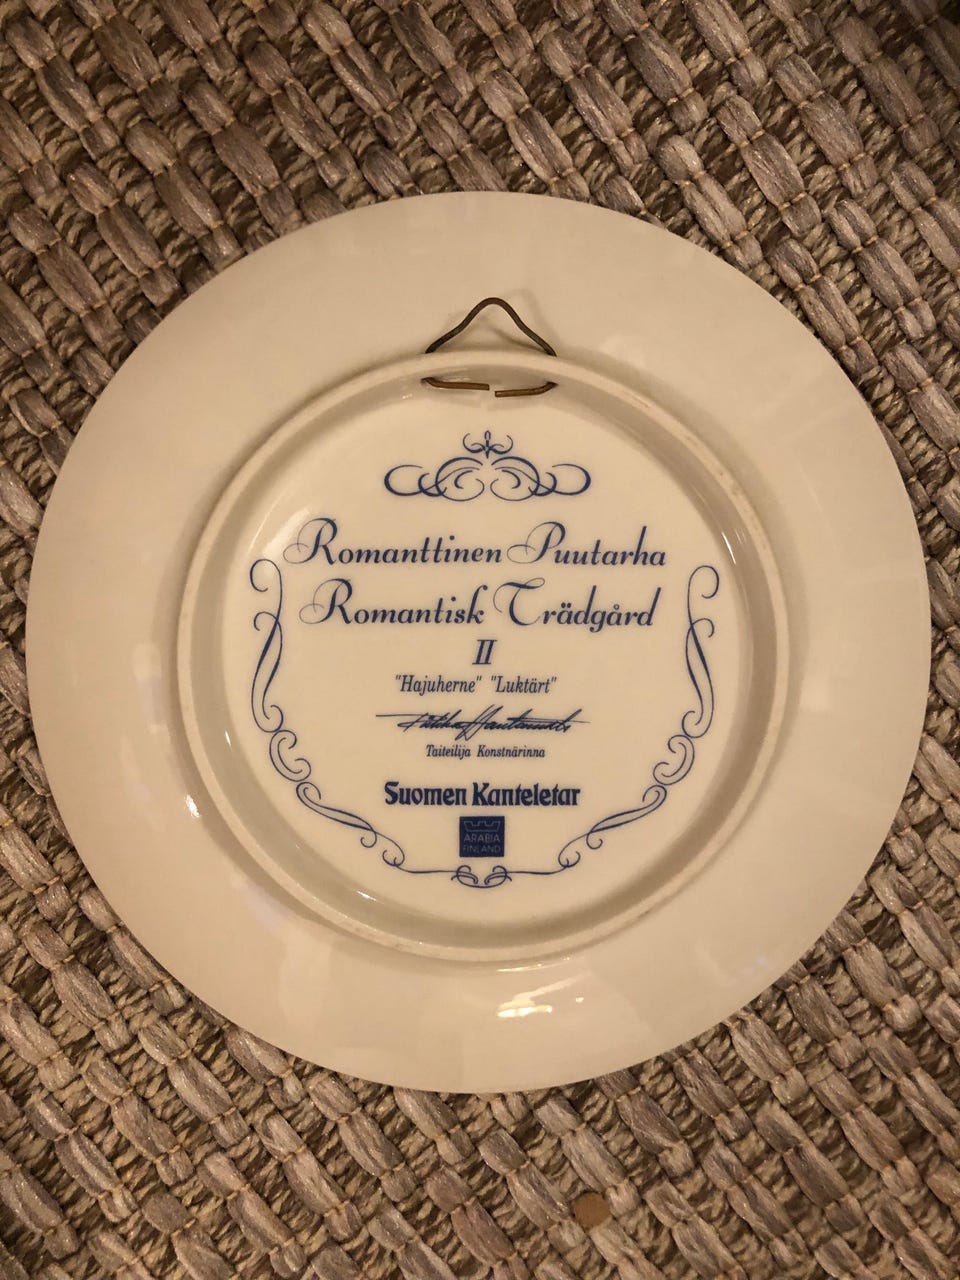 Romanttinen Puutarha
Romantisk Trädgård
II
"Hajuherne" "Luktärt"
Taiteilija Konstnärinna
Suomen Kanteletar
ARABIA
FINLAND